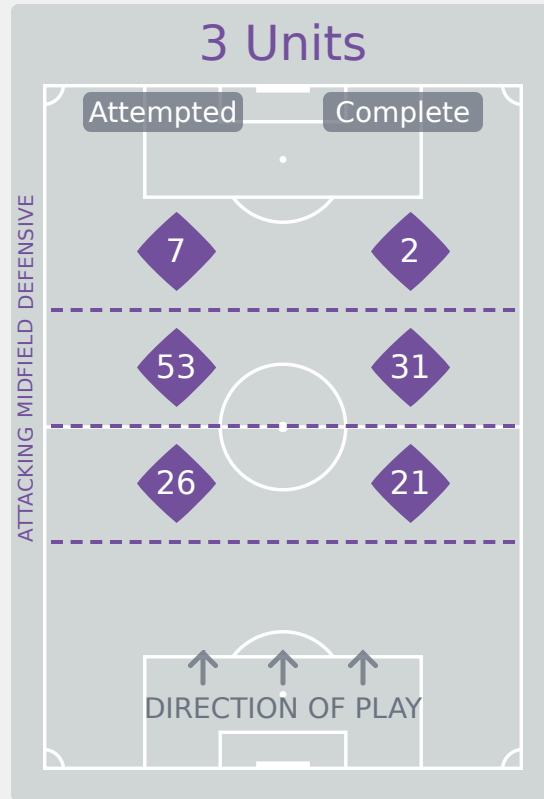 3 Units
Attempted Complete
7 2
53 31
26 21
ATTACKING MIDFIELD DEFENSIVE
DIRECTION OF PLAY